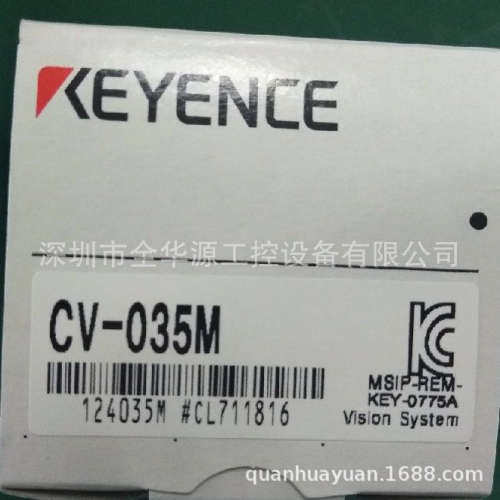 KEYENCE
深圳市全华源工控设备有限公司
CV-035M
124035M #CL711816
MSIP-REM-
KEY-0775A
Vision System
quanhuayuan.1688.com